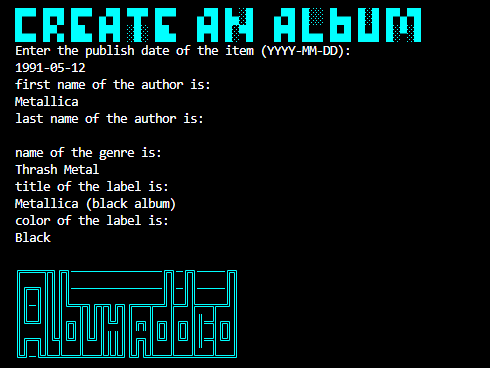 CREATE AN ALbUM
Enter the publish date of the item (YYYY-MM-DD):
1991-05-12
first name of the author is:
Metallica
last name of the author is:
name of the genre is:
Thrash Metal
title of the label is:
Metallica (black album)
color of the label is:
Black
Album added